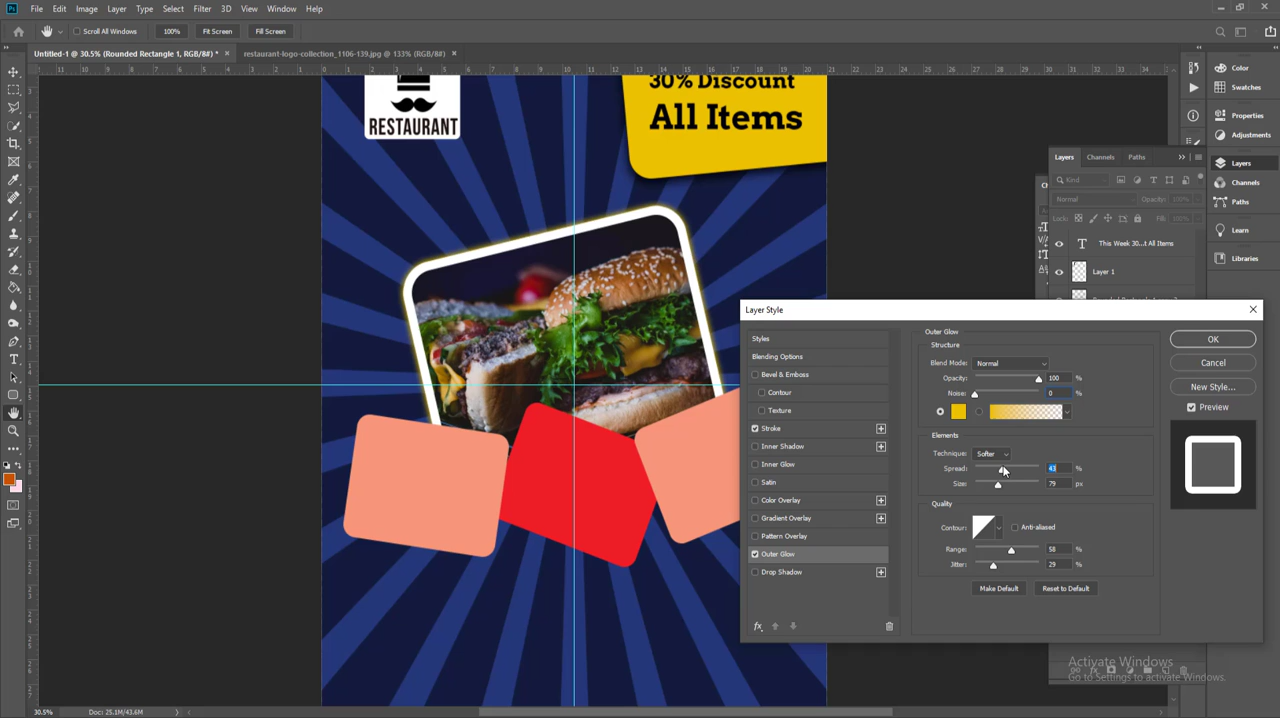 Ps File Edit Image Layer Type Select Filter 3D View Window Help
Scroll All Windows 100% Fit Screen Fill Screen
Untitled-1 @ 30.5% (Rounded Rectangle 1, RGB/8#) * × restaurant-logo-collection_1106-139.jpg @ 133% (RGB/8#) ×
RESTAURANT
30% Discount
All Items
Color
Swatches
Properties
Adjustments
Layers
Channels
Paths
Learn
Libraries
Layers Channels Paths
Kind
Normal Opacity: 100%
Lock: Fill: 100%
This Week 30...t All Items
Layer 1
Layer Style
Styles
Blending Options
Bevel & Emboss
Contour
Texture
Stroke
Inner Shadow
Inner Glow
Satin
Color Overlay
Gradient Overlay
Pattern Overlay
Outer Glow
Drop Shadow
fx
Outer Glow
Structure
Blend Mode: Normal
Opacity: 100 %
Noise: 0 %
Elements
Technique: Softer
Spread: 43 %
Size: 79 px
Quality
Contour: Anti-aliased
Range: 58 %
Jitter: 29 %
Make Default Reset to Default
OK
Cancel
New Style...
Preview
Activate Windows
Go to Settings to activate Windows.
30.5% Doc: 25.1M/43.6M